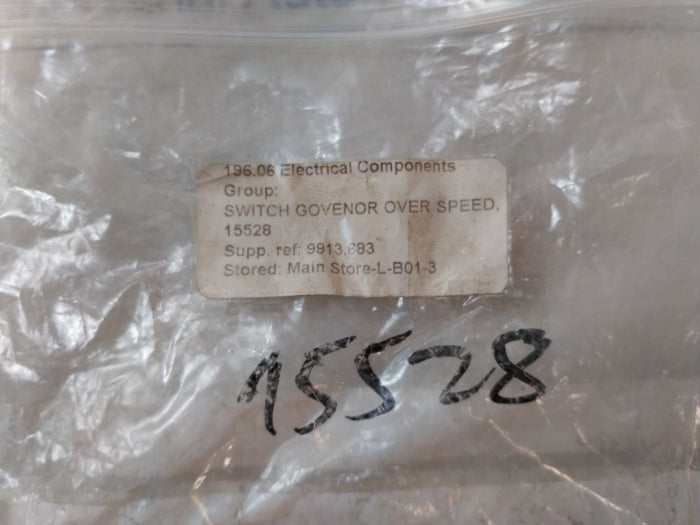 196.06 Electrical Components
Group:
SWITCH GOVENOR OVER SPEED,
15528
Supp. ref: 9913.683
Stored: Main Store-L-B01-3
15528